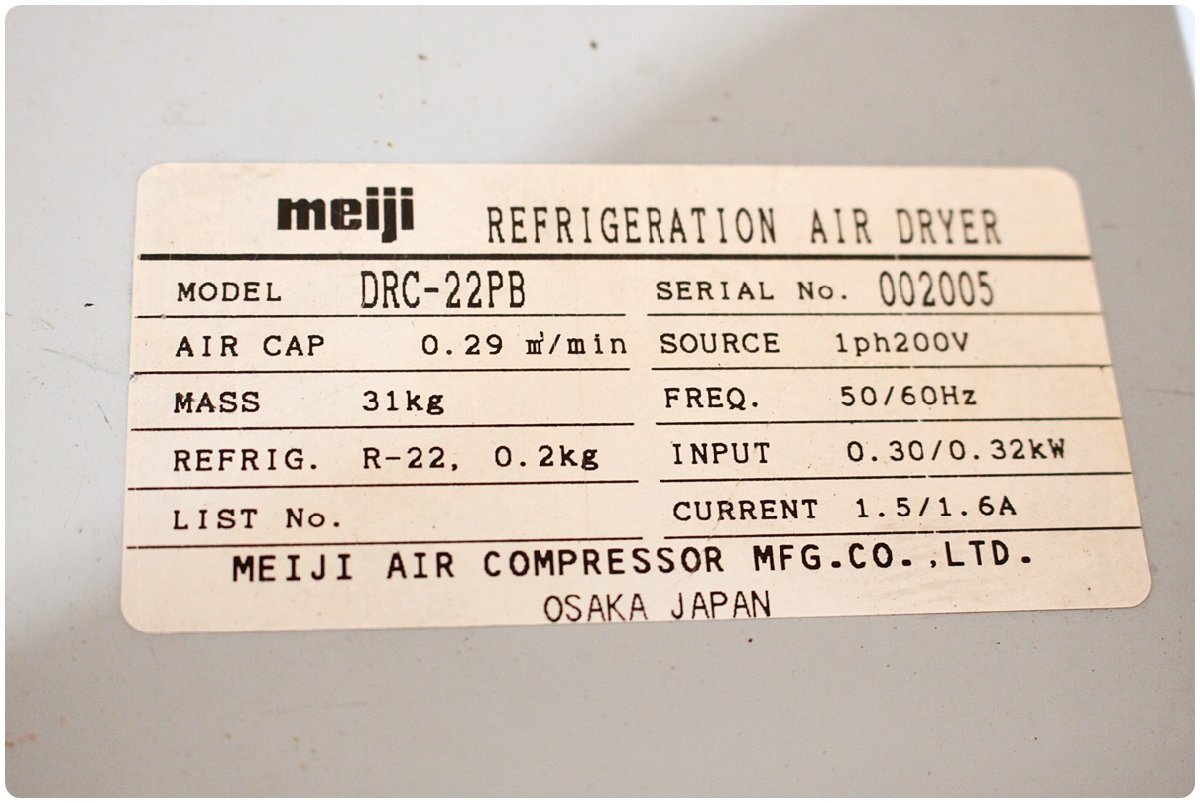 meiji REFRIGERATION AIR DRYER
MODEL DRC-22PB SERIAL No. 002005
AIR CAP 0.29 m³/min SOURCE 1ph200V
MASS 31kg FREQ. 50/60Hz
REFRIG. R-22, 0.2kg INPUT 0.30/0.32kW
LIST No. CURRENT 1.5/1.6A
MEIJI AIR COMPRESSOR MFG.CO.,LTD.
OSAKA JAPAN